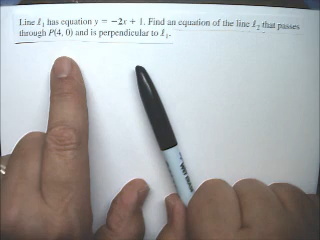 Line ℓ₁ has equation y = −2x + 1. Find an equation of the line ℓ₂ that passes
through P(4, 0) and is perpendicular to ℓ₁.